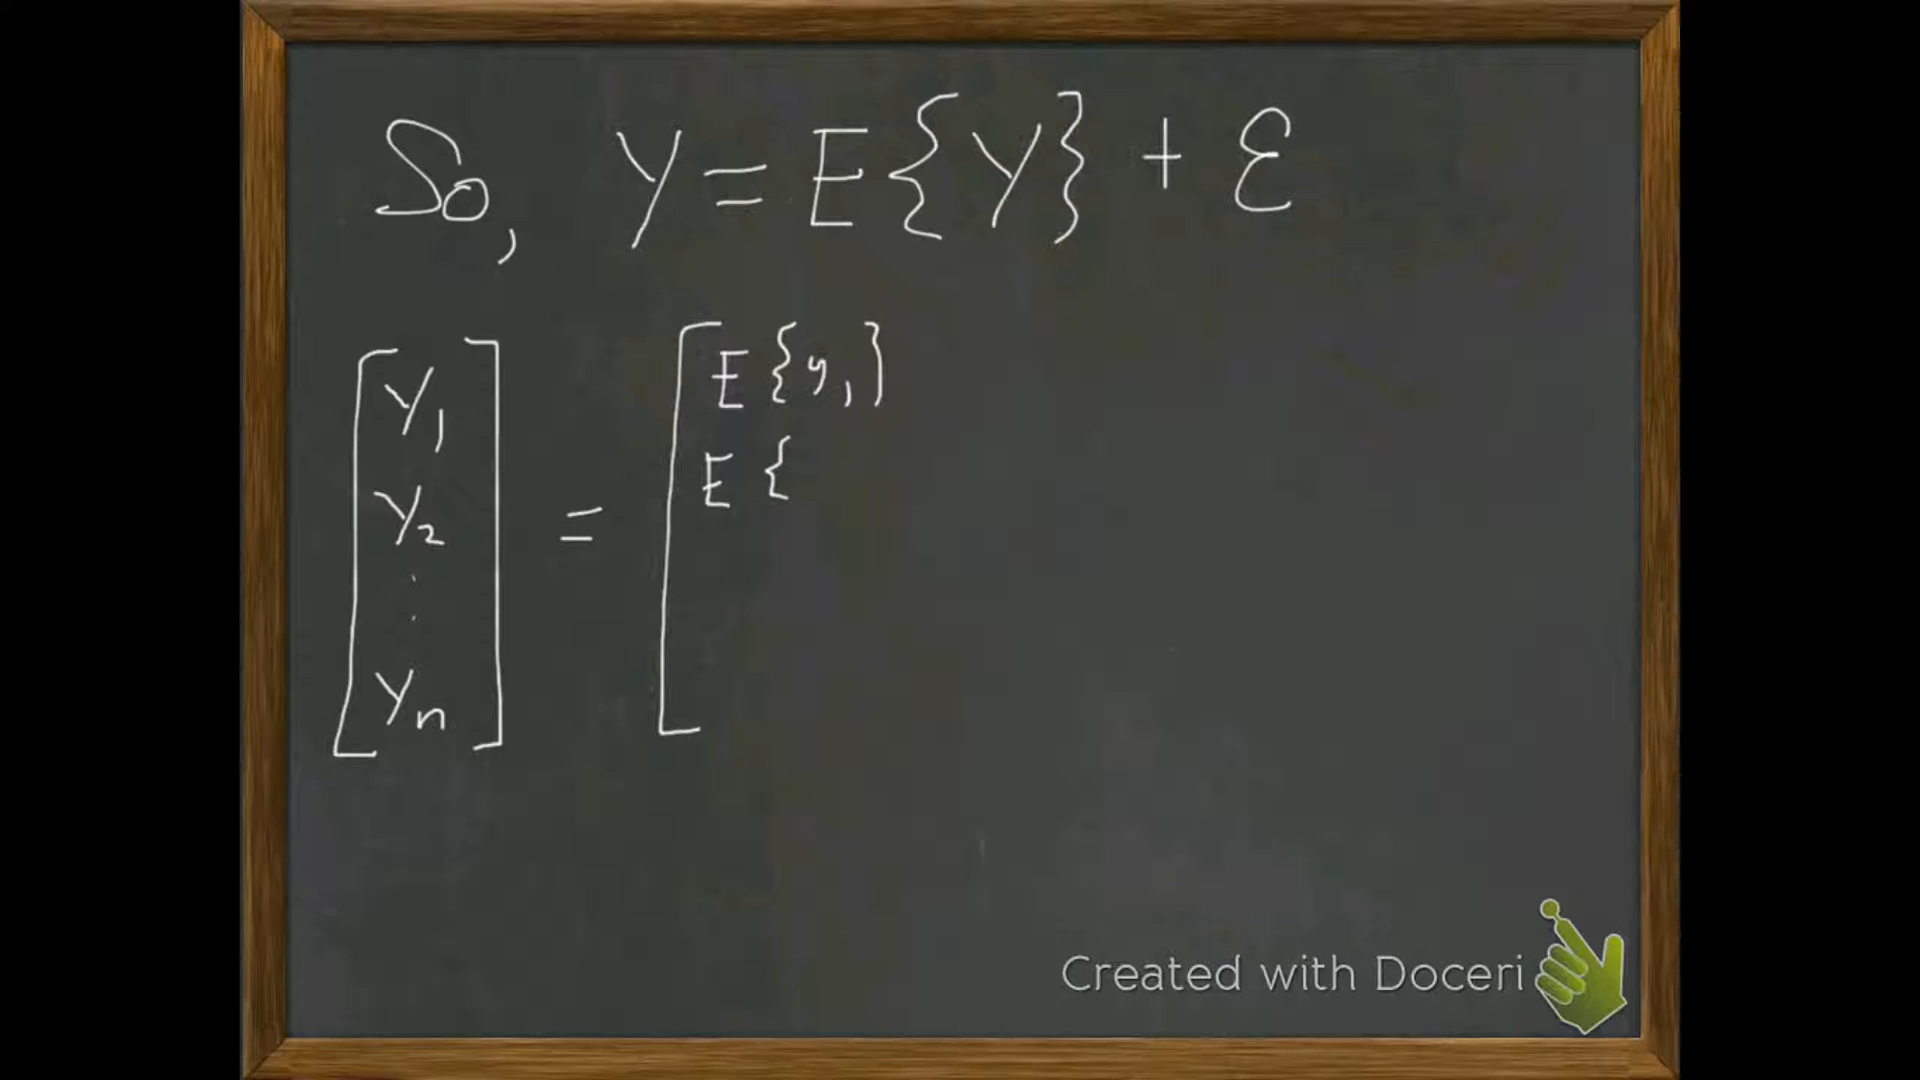 So, Y = E{Y} + ε
[Y₁ Y₂ ⋮ Yₙ] = [E{y₁}
E{
Created with Doceri